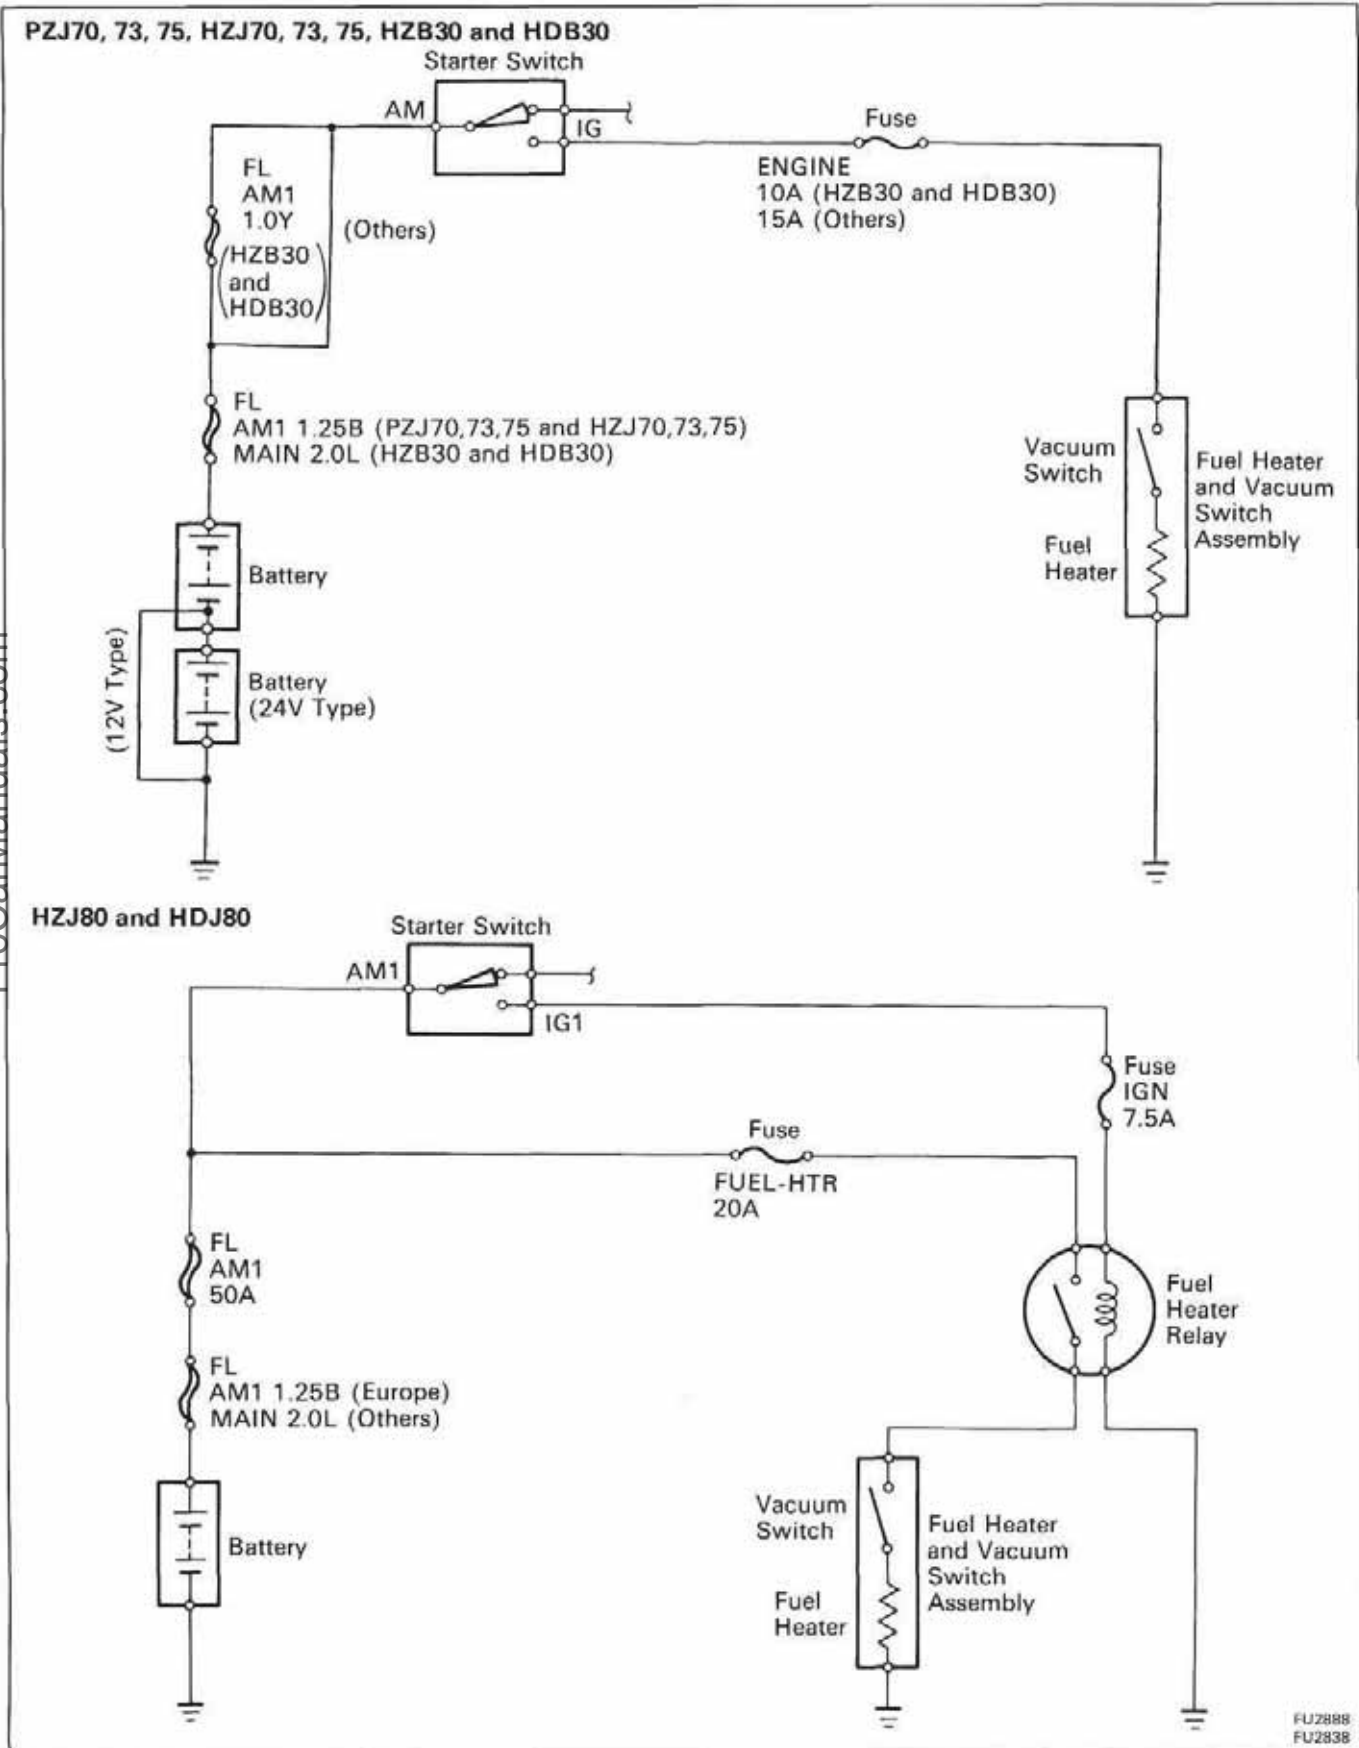 PZJ70, 73, 75, HZJ70, 73, 75, HZB30 and HDB30
Starter Switch
AM
IG
Fuse
ENGINE
10A (HZB30 and HDB30)
15A (Others)
FL
AM1
1.0Y
(HZB30
and
HDB30)
(Others)
FL
AM1 1.25B (PZJ70,73,75 and HZJ70,73,75)
MAIN 2.0L (HZB30 and HDB30)
Battery
Battery
(24V Type)
(12V Type)
Vacuum
Switch
Fuel
Heater
Fuel Heater
and Vacuum
Switch
Assembly
HZJ80 and HDJ80
Starter Switch
AM1
IG1
Fuse
IGN
7.5A
Fuse
FUEL-HTR
20A
FL
AM1
50A
FL
AM1 1.25B (Europe)
MAIN 2.0L (Others)
Battery
Fuel
Heater
Relay
Vacuum
Switch
Fuel
Heater
Fuel Heater
and Vacuum
Switch
Assembly
FU2888
FU2838